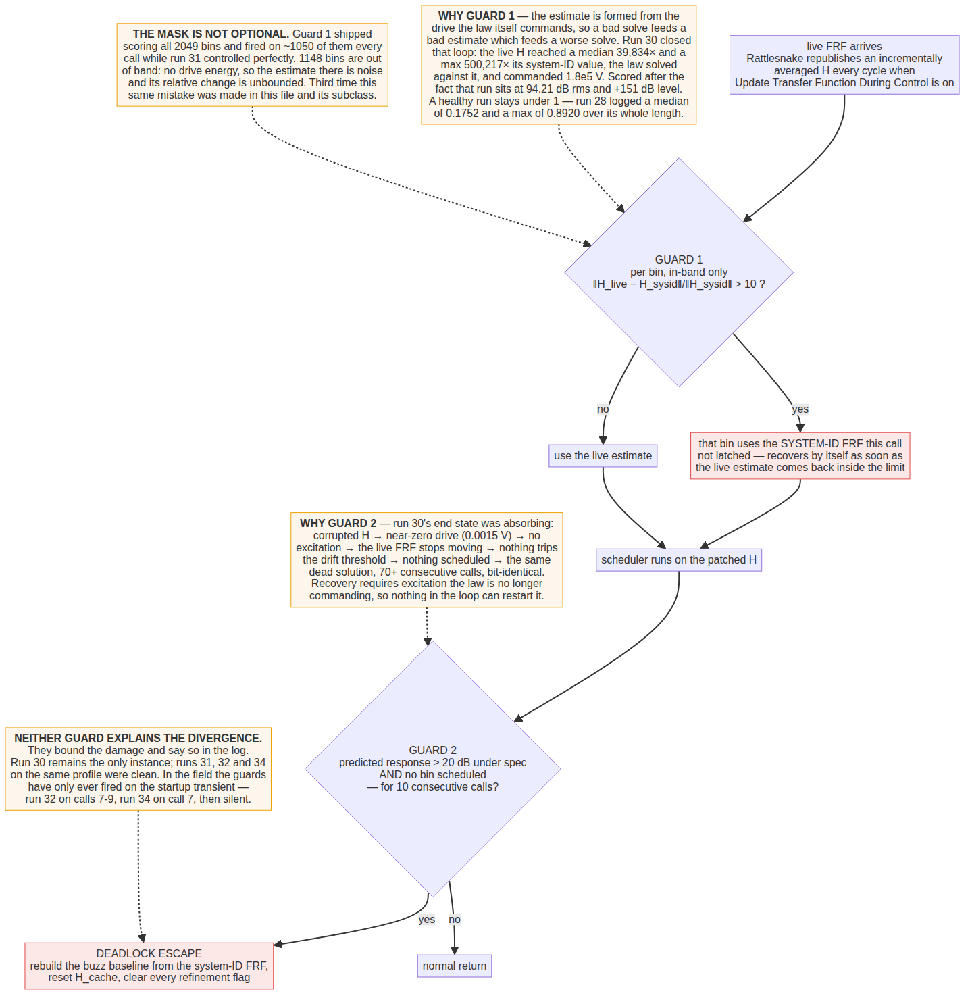 THE MASK IS NOT OPTIONAL. Guard 1 shipped
scoring all 2049 bins and fired on ~1050 of them every
call while run 31 controlled perfectly. 1148 bins are out
of band: no drive energy, so the estimate there is noise
and its relative change is unbounded. Third time this
same mistake was made in this file and its subclass.
WHY GUARD 1 — the estimate is formed from the
drive the law itself commands, so a bad solve feeds a
bad estimate which feeds a worse solve. Run 30 closed
that loop: the live H reached a median 39,834× and a
max 500,217× its system-ID value, the law solved
against it, and commanded 1.8e5 V. Scored after the
fact that run sits at 94.21 dB rms and +151 dB level.
A healthy run stays under 1 — run 28 logged a median
of 0.1752 and a max of 0.8920 over its whole length.
live FRF arrives
Rattlesnake republishes an incrementally
averaged H every cycle when
Update Transfer Function During Control is on
GUARD 1
per bin, in-band only
‖H_live − H_sysid‖/‖H_sysid‖ > 10 ?
no
yes
use the live estimate
that bin uses the SYSTEM-ID FRF this call
not latched — recovers by itself as soon as
the live estimate comes back inside the limit
WHY GUARD 2 — run 30's end state was absorbing:
corrupted H → near-zero drive (0.0015 V) → no
excitation → the live FRF stops moving → nothing trips
the drift threshold → nothing scheduled → the same
dead solution, 70+ consecutive calls, bit-identical.
Recovery requires excitation the law is no longer
commanding, so nothing in the loop can restart it.
scheduler runs on the patched H
NEITHER GUARD EXPLAINS THE DIVERGENCE.
They bound the damage and say so in the log.
Run 30 remains the only instance; runs 31, 32 and 34
on the same profile were clean. In the field the guards
have only ever fired on the startup transient —
run 32 on calls 7-9, run 34 on call 7, then silent.
GUARD 2
predicted response ≥ 20 dB under spec
AND no bin scheduled
— for 10 consecutive calls?
yes
no
DEADLOCK ESCAPE
rebuild the buzz baseline from the system-ID FRF,
reset H_cache, clear every refinement flag
normal return